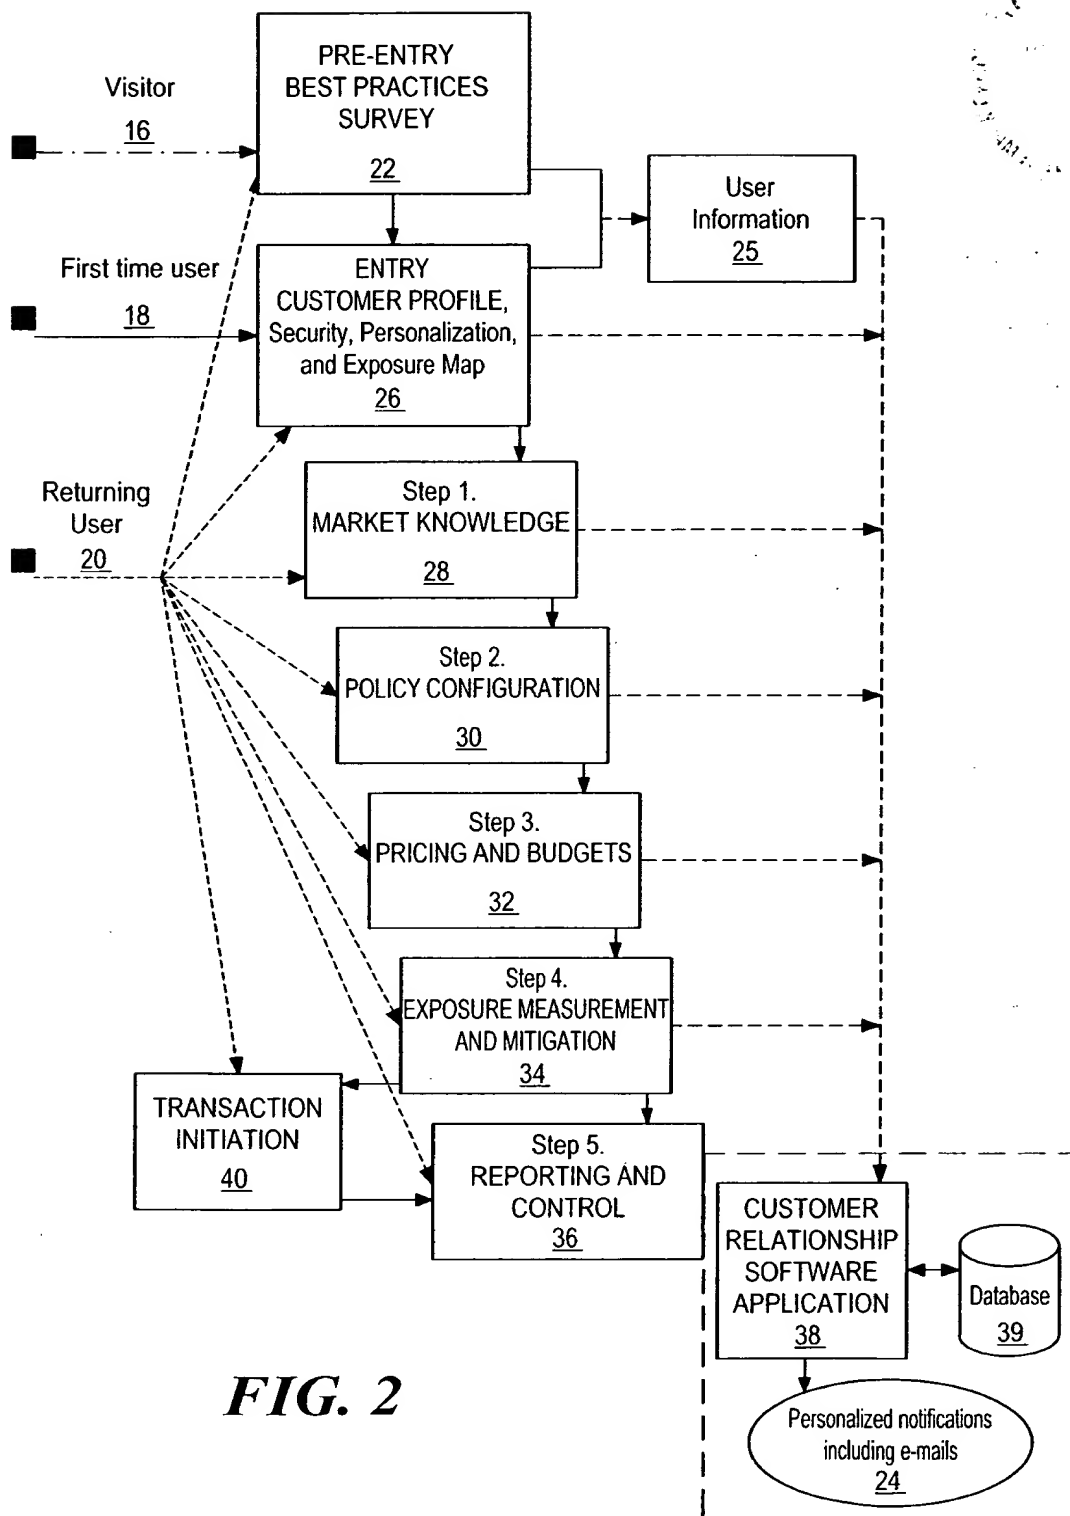 PRE-ENTRY
BEST PRACTICES
SURVEY
22
Visitor
16
User
Information
25
First time user
18
ENTRY
CUSTOMER PROFILE,
Security, Personalization,
and Exposure Map
26
Returning
User
20
Step 1.
MARKET KNOWLEDGE
28
Step 2.
POLICY CONFIGURATION
30
Step 3.
PRICING AND BUDGETS
32
Step 4.
EXPOSURE MEASUREMENT
AND MITIGATION
34
TRANSACTION
INITIATION
40
Step 5.
REPORTING AND
CONTROL
36
CUSTOMER
RELATIONSHIP
SOFTWARE
APPLICATION
38
Database
39
Personalized notifications
including e-mails
24
FIG. 2